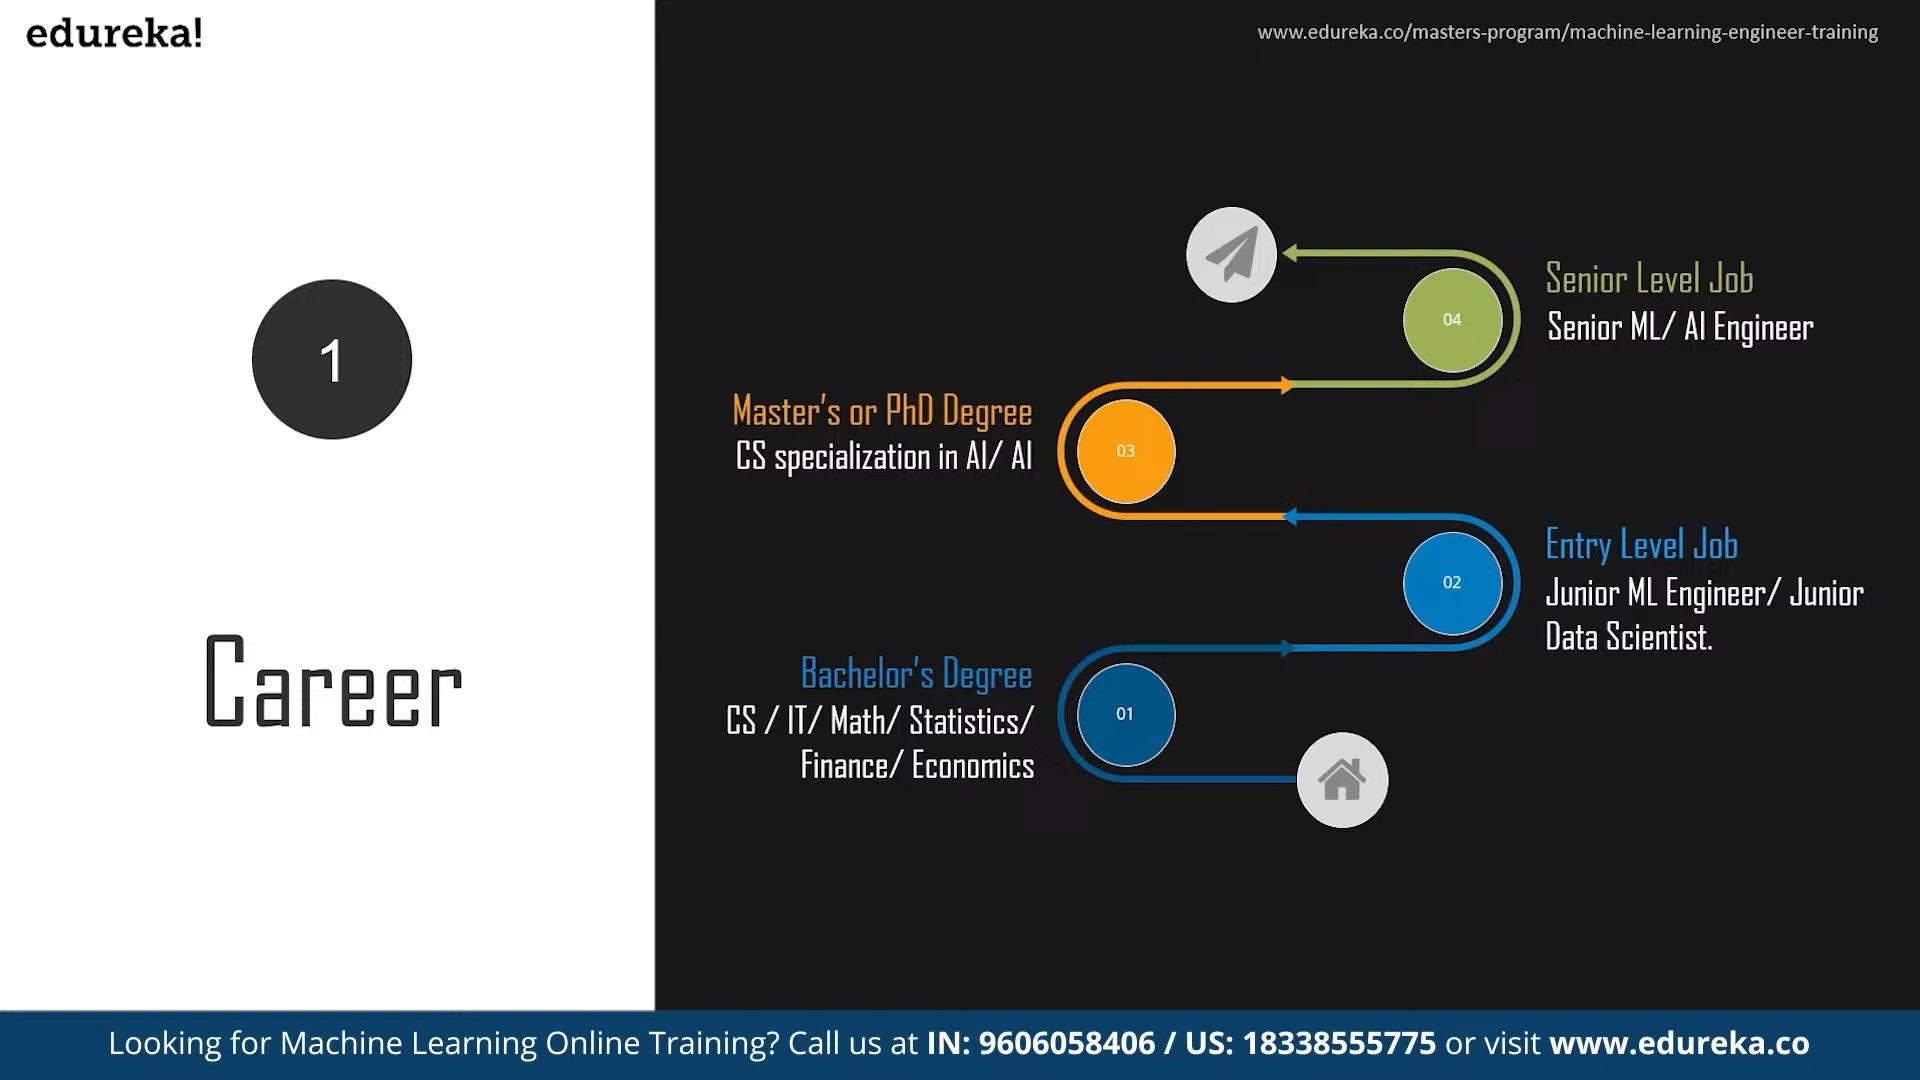 edureka!
www.edureka.co/masters-program/machine-learning-engineer-training
1
Career
Senior Level Job
Senior ML/ AI Engineer
04
Master's or PhD Degree
CS specialization in AI/ AI
03
Entry Level Job
Junior ML Engineer/ Junior
Data Scientist.
02
Bachelor's Degree
CS / IT/ Math/ Statistics/
Finance/ Economics
01
Looking for Machine Learning Online Training? Call us at IN: 9606058406 / US: 18338555775 or visit www.edureka.co